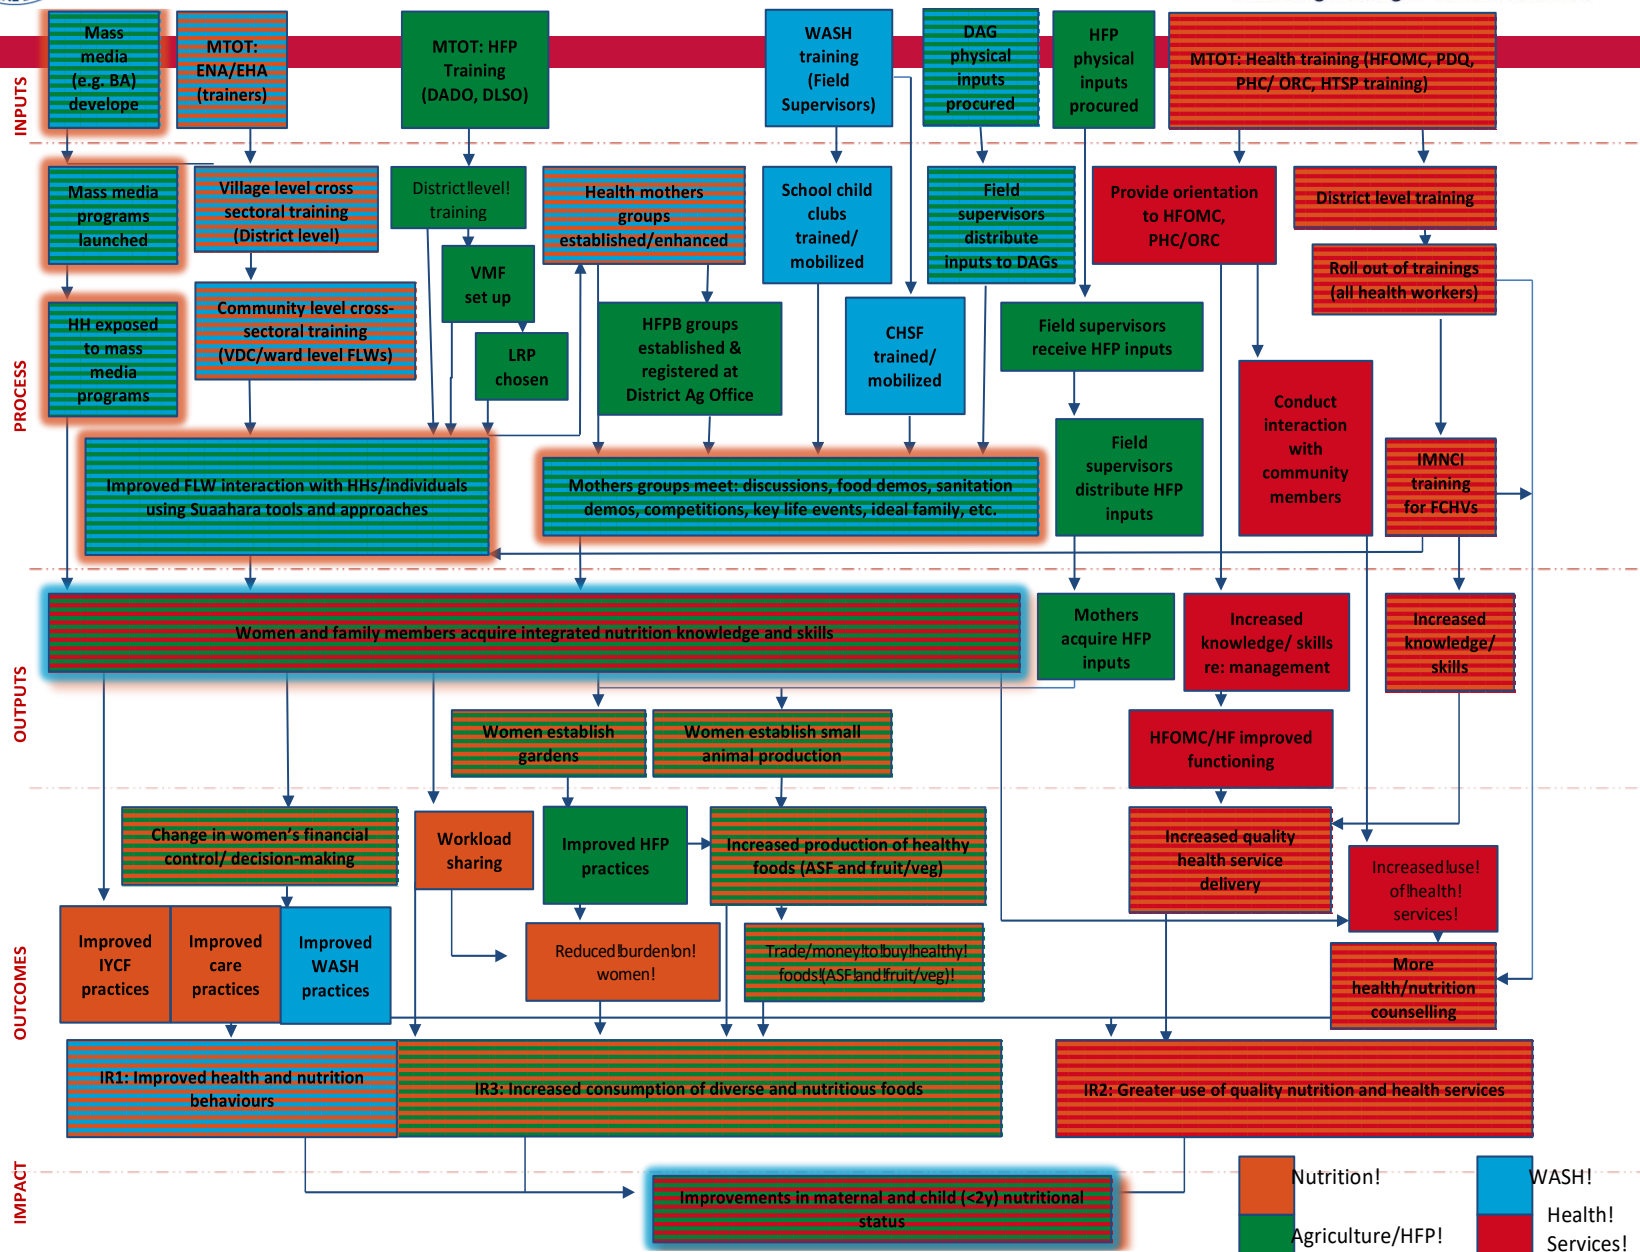 Mass
media
(e.g. BA)
develope
MTOT:
ENA/EHA
(trainers)
MTOT: HFP
Training
(DADO, DLSO)
WASH
training
(Field
Supervisors)
DAG
physical
inputs
procured
HFP
physical
inputs
procured
MTOT: Health training (HFOMC, PDQ,
PHC/ ORC, HTSP training)
INPUTS
Mass media
programs
launched
Village level cross
sectoral training
(District level)
District!level!
training
Health mothers
groups
established/enhanced
School child
clubs
trained/
mobilized
Field
supervisors
distribute
inputs to DAGs
Provide orientation
to HFOMC,
PHC/ORC
District level training
VMF
set up
Roll out of trainings
(all health workers)
HH exposed
to mass
media
programs
Community level cross-
sectoral training
(VDC/ward level FLWs)
LRP
chosen
HFPB groups
established &
registered at
District Ag Office
CHSF
trained/
mobilized
Field supervisors
receive HFP inputs
Conduct
interaction
with
community
members
PROCESS
Field
supervisors
distribute HFP
inputs
IMNCI
training
for FCHVs
Improved FLW interaction with HHs/individuals
using Suaahara tools and approaches
Mothers groups meet: discussions, food demos, sanitation
demos, competitions, key life events, ideal family, etc.
Women and family members acquire integrated nutrition knowledge and skills
Mothers
acquire HFP
inputs
Increased
knowledge/ skills
re: management
Increased
knowledge/
skills
OUTPUTS
Women establish
gardens
Women establish small
animal production
HFOMC/HF improved
functioning
Change in women's financial
control/ decision-making
Workload
sharing
Improved HFP
practices
Increased production of healthy
foods (ASF and fruit/veg)
Increased quality
health service
delivery
Increased!use!
of!health!
services!
Improved
IYCF
practices
Improved
care
practices
Improved
WASH
practices
Reduced!burden!on!
women!
Trade/money!to!buy!healthy!
foods!(ASF!and!fruit/veg)!
More
health/nutrition
counselling
OUTCOMES
IR1: Improved health and nutrition
behaviours
IR3: Increased consumption of diverse and nutritious foods
IR2: Greater use of quality nutrition and health services
IMPACT
Improvements in maternal and child (<2y) nutritional
status
Nutrition!
WASH!
Agriculture/HFP!
Health!
Services!